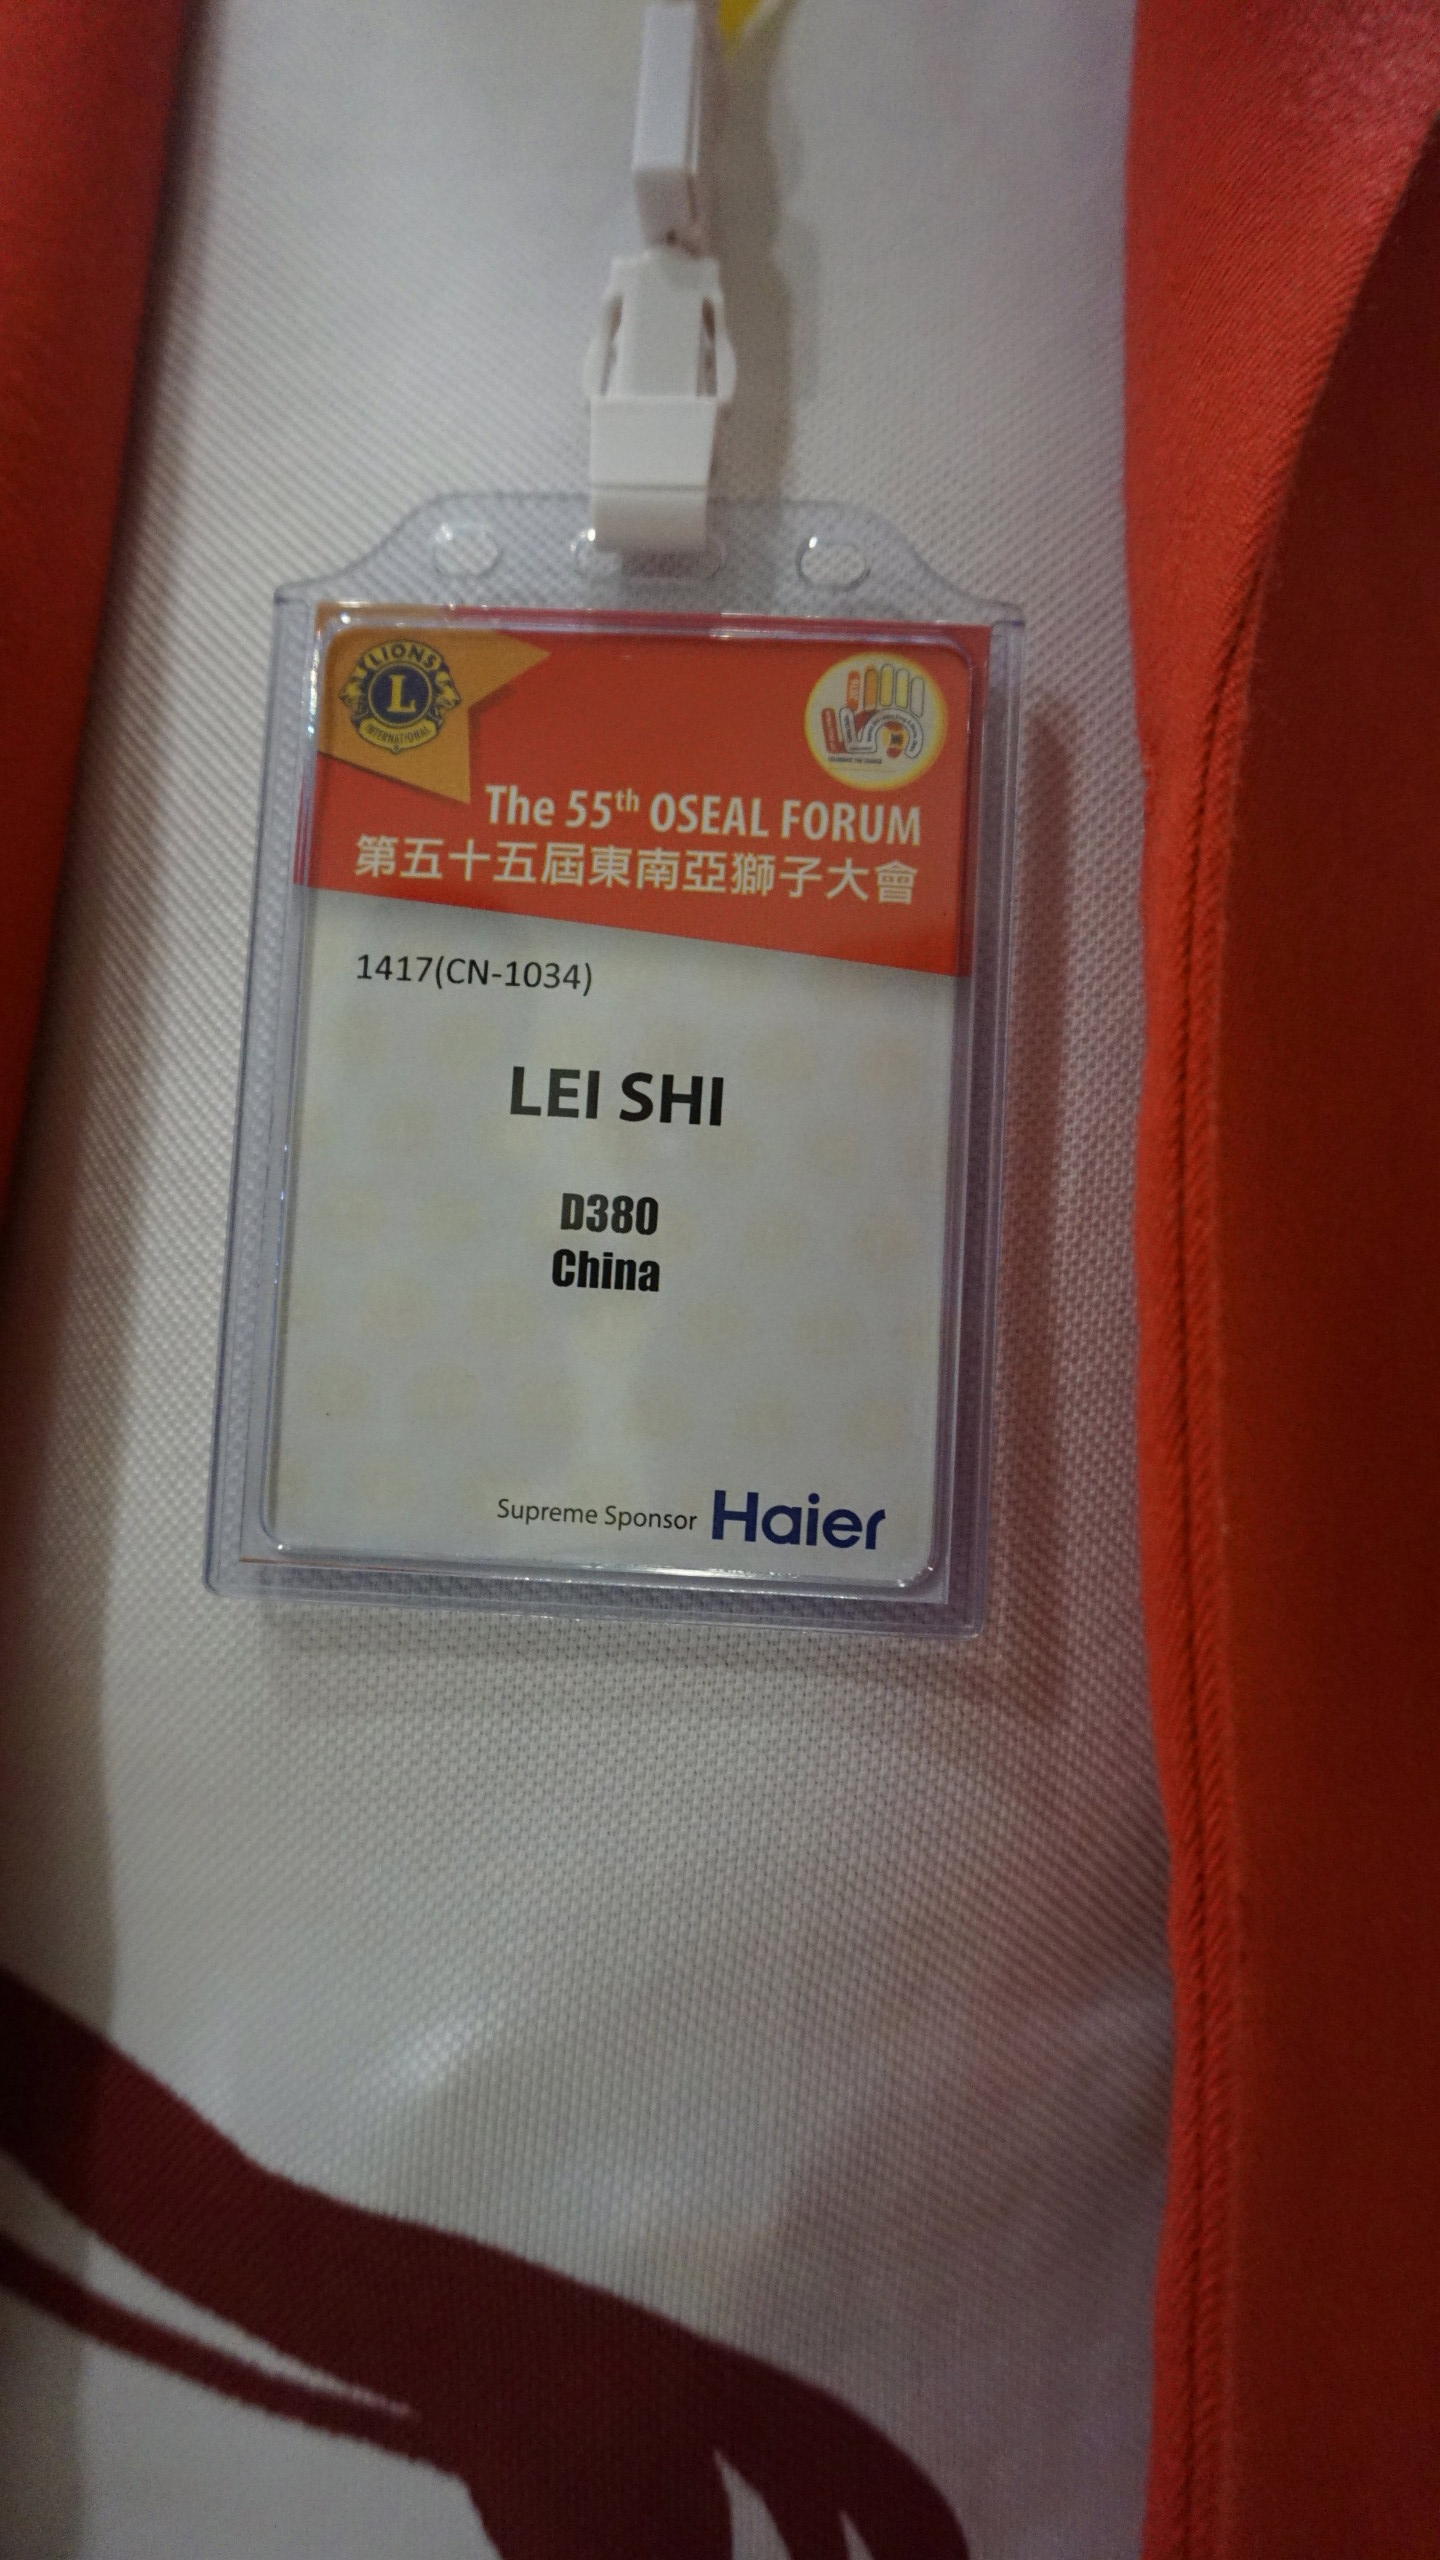 LIONS
L
INTERNATIONAL
2016
The 55th OSEAL FORUM
第五十五屆東南亞獅子大會
1417(CN-1034)
LEI SHI
D380
China
Supreme Sponsor Haier